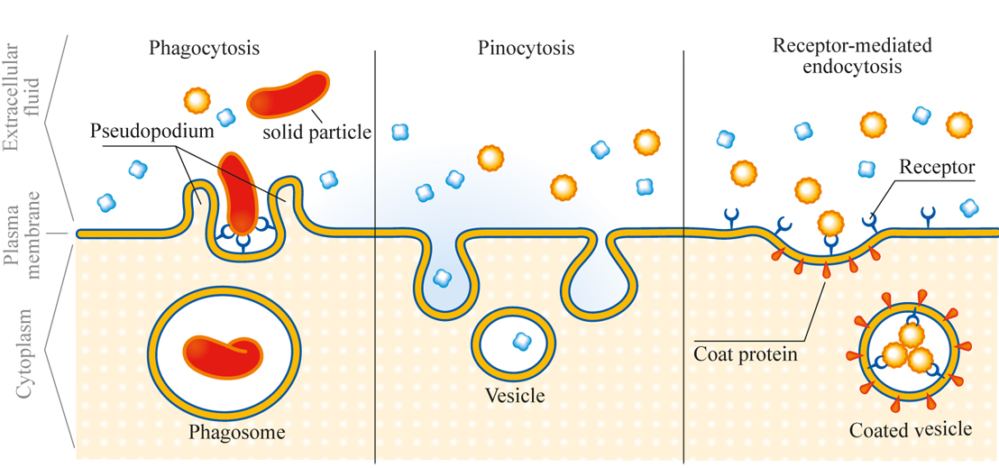 Phagocytosis
Pinocytosis
Receptor-mediated
endocytosis
Extracellular
fluid
Pseudopodium
solid particle
Receptor
Plasma
membrane
Cytoplasm
Coat protein
Vesicle
Phagosome
Coated vesicle